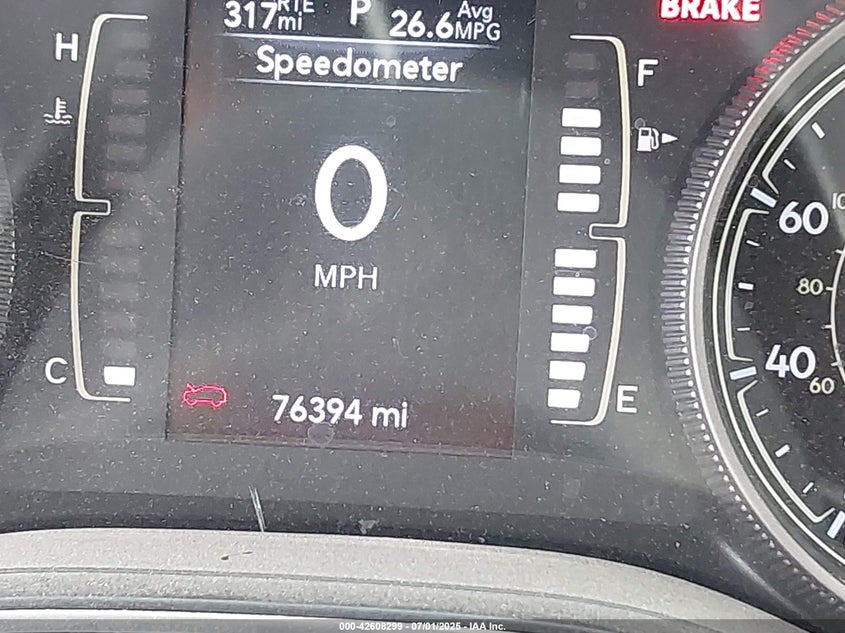 317 RTE mi P 26.6 Avg MPG
BRAKE
Speedometer
H
F
0
MPH
60
80
40
60
C
E
76394 mi
000-42608299 - 07/01/2025 - IAA Inc.